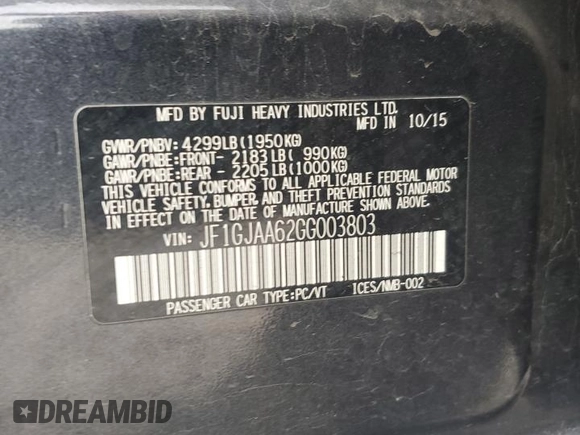 MFD BY FUJI HEAVY INDUSTRIES LTD.
MFD IN 10/15
GVWR/PNBV: 4299LB(1950KG)
GAWR/PNBE:FRONT- 2183LB( 990KG)
GAWR/PNBE:REAR - 2205LB(1000KG)
THIS VEHICLE CONFORMS TO ALL APPLICABLE FEDERAL MOTOR
VEHICLE SAFETY, BUMPER, AND THEFT PREVENTION STANDARDS
IN EFFECT ON THE DATE OF MANUFACTURE SHOWN ABOVE.
VIN: JF1GJAA62GG003803
PASSENGER CAR TYPE:PC/VT ICES/NMB-002
DREAMBID